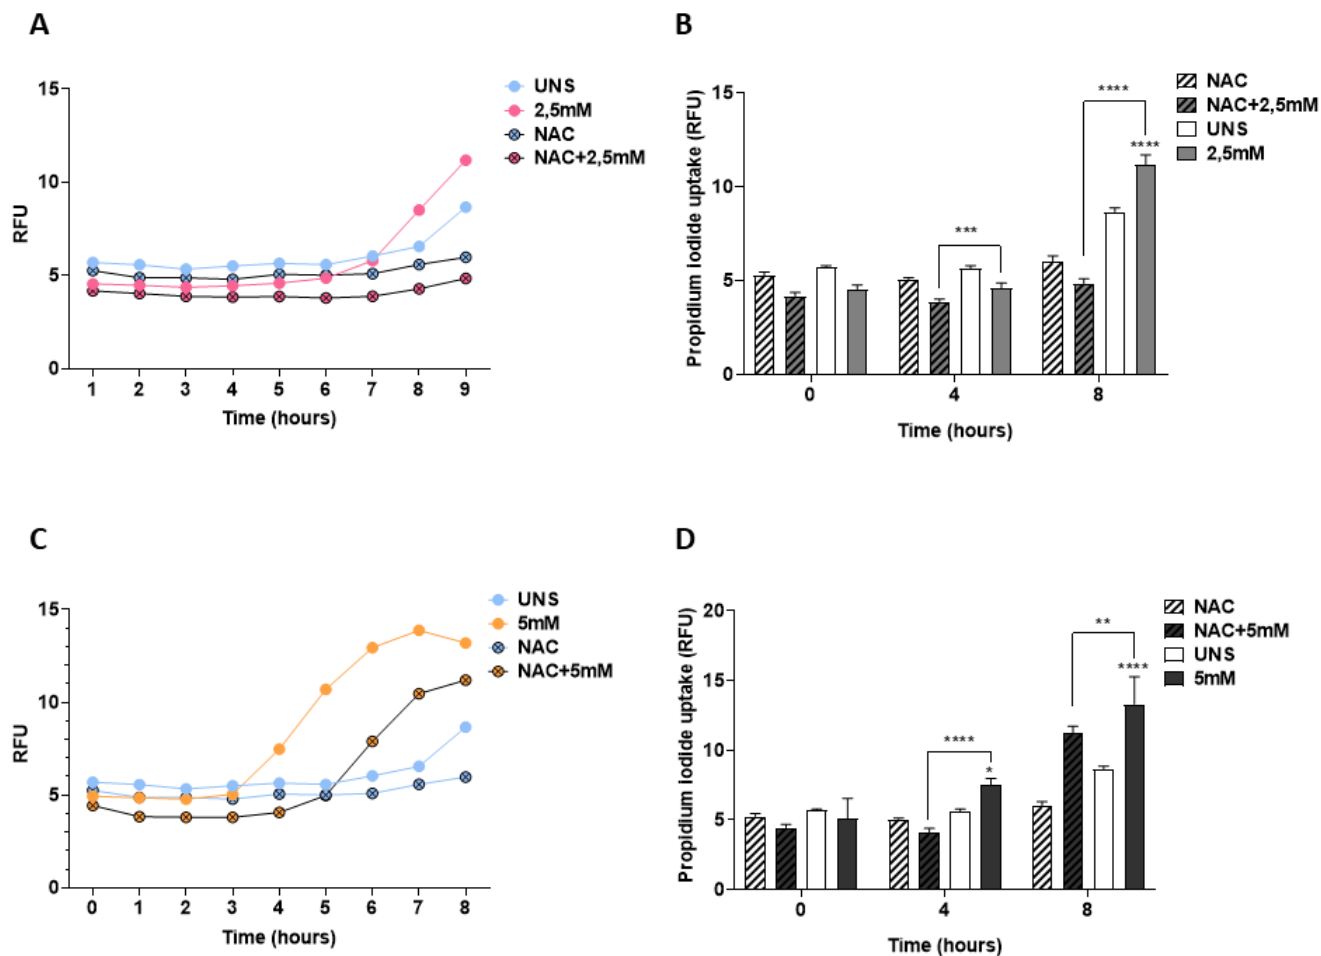 A
15
10
5
0
RFU
1 2 3 4 5 6 7 8 9
Time (hours)
UNS
2,5mM
NAC
NAC+2,5mM
B
15
10
5
0
Propidium Iodide uptake (RFU)
***
****
****
0 4 8
Time (hours)
NAC
NAC+2,5mM
UNS
2,5mM
C
15
10
5
0
RFU
0 1 2 3 4 5 6 7 8
Time (hours)
UNS
5mM
NAC
NAC+5mM
D
20
15
10
5
0
Propidium Iodide uptake (RFU)
****
*
**
****
0 4 8
Time (hours)
NAC
NAC+5mM
UNS
5mM